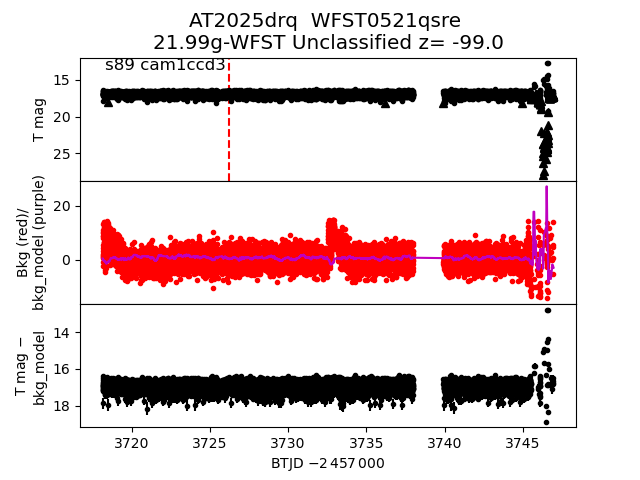 AT2025drq  WFST0521qsre
21.99g-WFST Unclassified z= -99.0
s89 cam1ccd3
T mag
15
20
25
Bkg (red)/
bkg_model (purple)
20
0
T mag −
bkg_model
14
16
18
3720
3725
3730
3735
3740
3745
BTJD −2 457 000